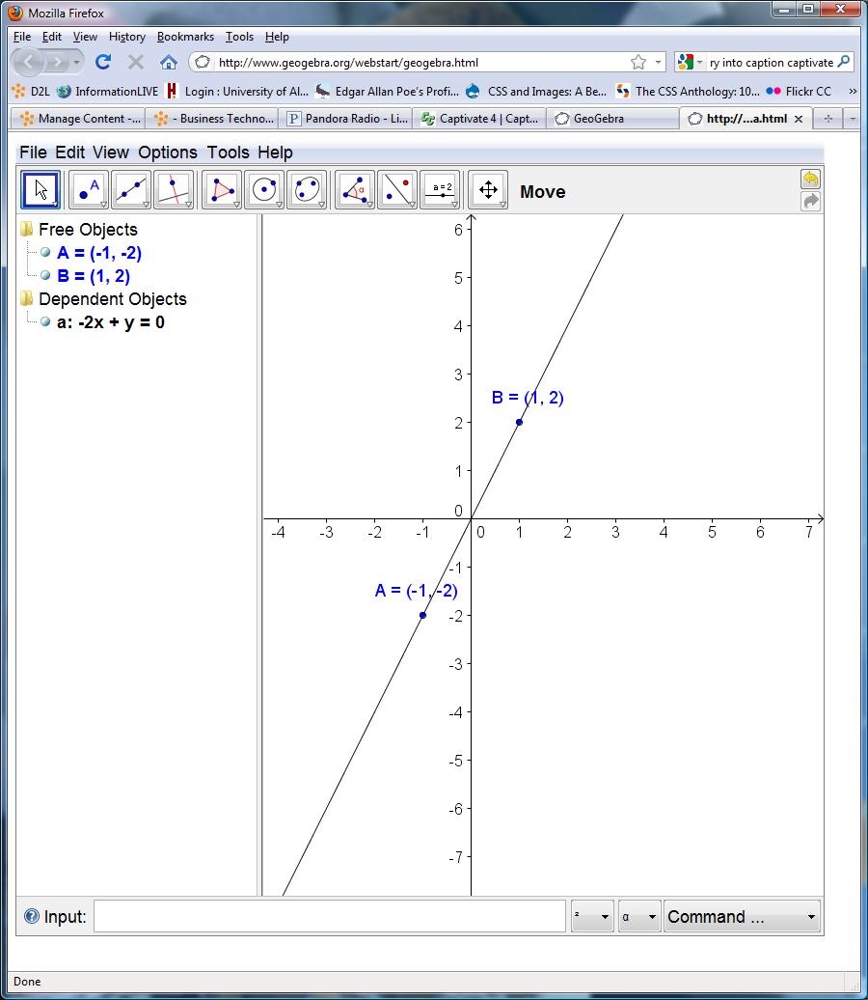 Mozilla Firefox
File Edit View History Bookmarks Tools Help
http://www.geogebra.org/webstart/geogebra.html ry into caption captivate
D2L InformationLIVE Login : University of Al... Edgar Allan Poe's Profi... CSS and Images: A Be... The CSS Anthology: 10... Flickr CC »
Manage Content -... - Business Techno... Pandora Radio - Li... Captivate 4 | Capt... GeoGebra http://...a.html
File Edit View Options Tools Help
A α a=2 Move
Free Objects
A = (-1, -2)
B = (1, 2)
Dependent Objects
a: -2x + y = 0
6
5
4
3
B = (1, 2)
2
1
0
-4 -3 -2 -1 0 1 2 3 4 5 6 7
-1
A = (-1, -2)
-2
-3
-4
-5
-6
-7
Input: ² α Command ...
Done